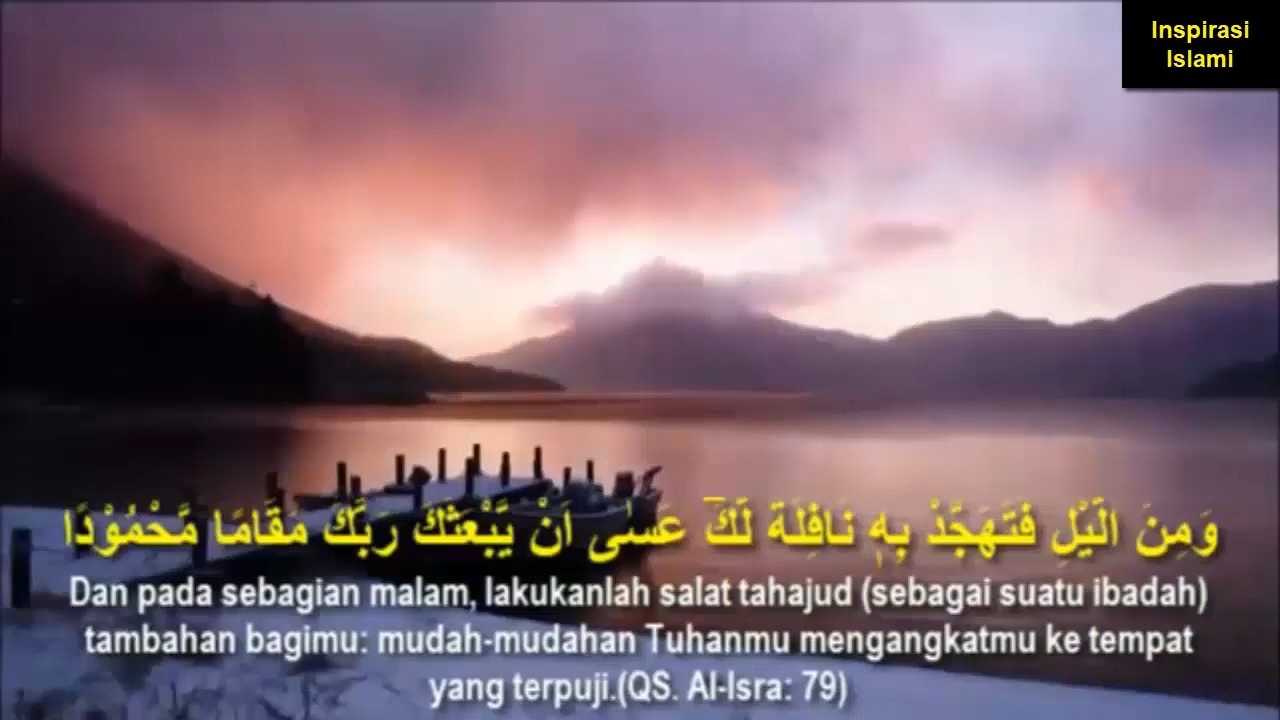 Inspirasi
Islami
وَمِنَ الَّيْلِ فَتَهَجَّدْ بِهٖ نَافِلَةً لَّكَۖ عَسٰٓى اَنْ يَّبْعَثَكَ رَبُّكَ مَقَامًا مَّحْمُوْدًا
Dan pada sebagian malam, lakukanlah salat tahajud (sebagai suatu ibadah)
tambahan bagimu: mudah-mudahan Tuhanmu mengangkatmu ke tempat
yang terpuji.(QS. Al-Isra: 79)